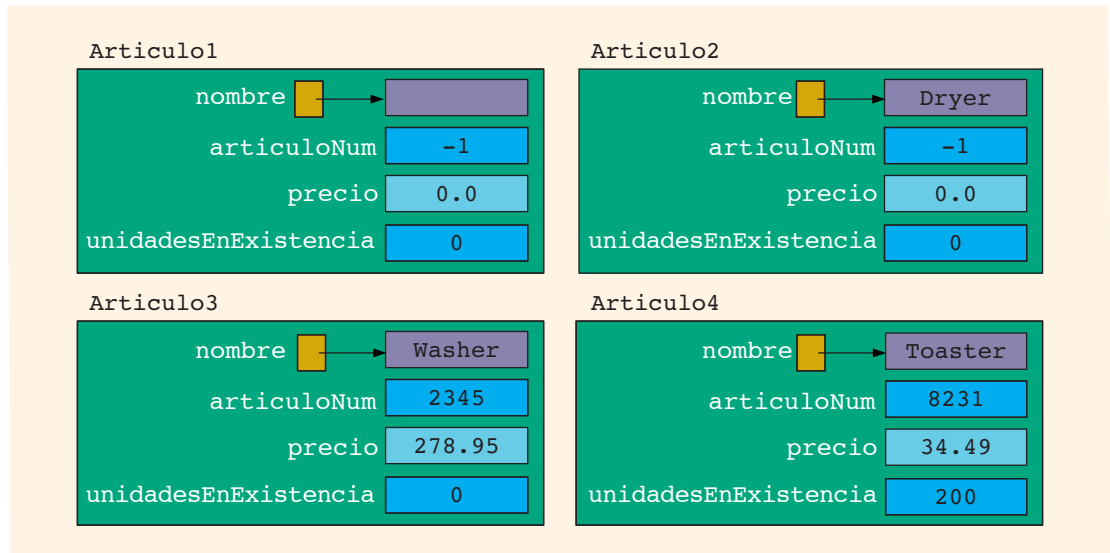 Articulo1
nombre
articuloNum -1
precio 0.0
unidadesEnExistencia 0
Articulo2
nombre Dryer
articuloNum -1
precio 0.0
unidadesEnExistencia 0
Articulo3
nombre Washer
articuloNum 2345
precio 278.95
unidadesEnExistencia 0
Articulo4
nombre Toaster
articuloNum 8231
precio 34.49
unidadesEnExistencia 200